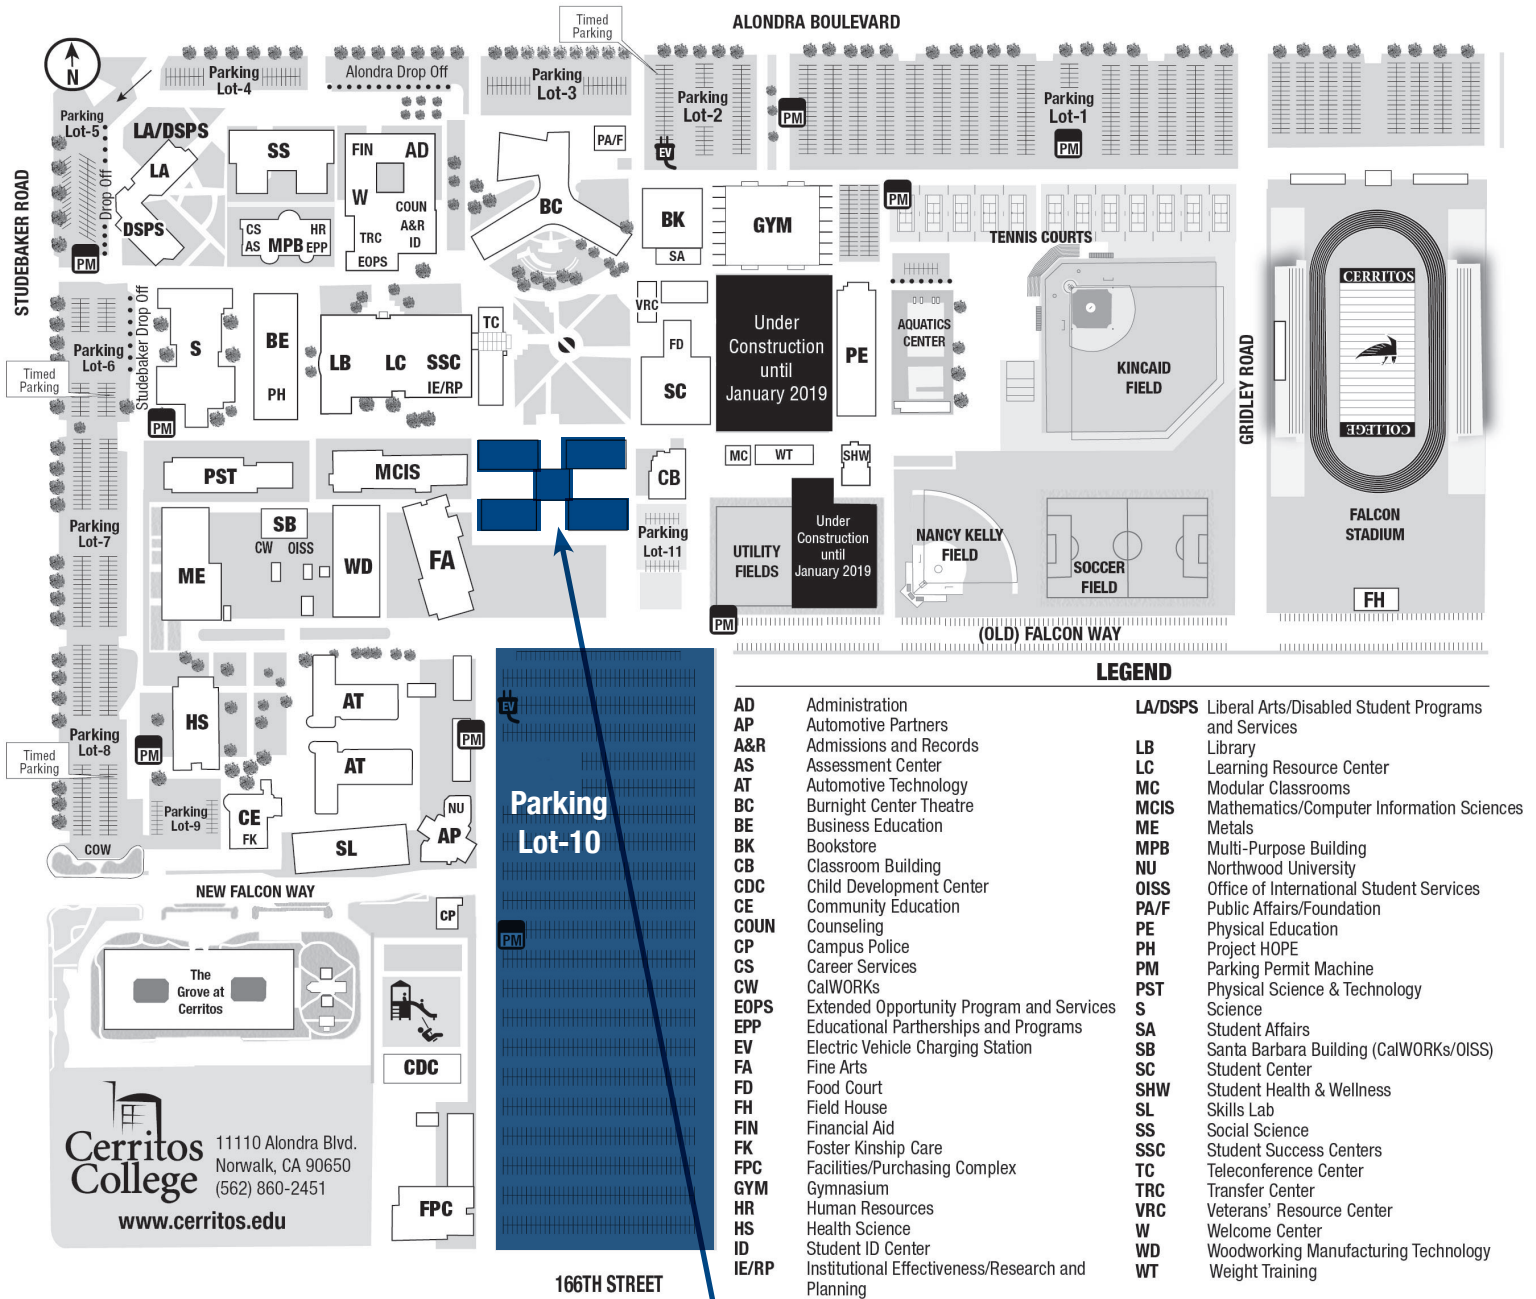 ALONDRA BOULEVARD
Timed
Parking
N
Parking
Lot-4
Alondra Drop Off
Parking
Lot-3
Parking
Lot-2
Parking
Lot-1
PM
PM
EV
Parking
Lot-5
LA/DSPS
LA
DSPS
Drop Off
PM
SS
CS
AS
MPB
HR
EPP
FIN
AD
W
COUN
A&R
ID
TRC
EOPS
BC
PA/F
BK
SA
GYM
PM
TENNIS COURTS
STUDEBAKER ROAD
Studebaker Drop Off
Parking
Lot-6
Timed
Parking
S
PM
BE
PH
LB
LC
SSC
IE/RP
TC
VRC
FD
SC
Under
Construction
until
January 2019
PE
AQUATICS
CENTER
KINCAID
FIELD
GRIDLEY ROAD
CERRITOS
COLLEGE
FALCON
STADIUM
FH
PST
MCIS
CB
MC
WT
SHW
Parking
Lot-7
ME
SB
CW
OISS
WD
FA
Parking
Lot-11
UTILITY
FIELDS
Under
Construction
until
January 2019
NANCY KELLY
FIELD
SOCCER
FIELD
PM
(OLD) FALCON WAY
Parking
Lot-8
Timed
Parking
HS
PM
AT
AT
PM
EV
Parking
Lot-9
CE
FK
SL
NU
AP
COW
Parking
Lot-10
PM
NEW FALCON WAY
CP
The
Grove at
Cerritos
CDC
FPC
Cerritos
College
11110 Alondra Blvd.
Norwalk, CA 90650
(562) 860-2451
www.cerritos.edu
166TH STREET
LEGEND
AD Administration
AP Automotive Partners
A&R Admissions and Records
AS Assessment Center
AT Automotive Technology
BC Burnight Center Theatre
BE Business Education
BK Bookstore
CB Classroom Building
CDC Child Development Center
CE Community Education
COUN Counseling
CP Campus Police
CS Career Services
CW CalWORKs
EOPS Extended Opportunity Program and Services
EPP Educational Partherships and Programs
EV Electric Vehicle Charging Station
FA Fine Arts
FD Food Court
FH Field House
FIN Financial Aid
FK Foster Kinship Care
FPC Facilities/Purchasing Complex
GYM Gymnasium
HR Human Resources
HS Health Science
ID Student ID Center
IE/RP Institutional Effectiveness/Research and
Planning
LA/DSPS Liberal Arts/Disabled Student Programs
and Services
LB Library
LC Learning Resource Center
MC Modular Classrooms
MCIS Mathematics/Computer Information Sciences
ME Metals
MPB Multi-Purpose Building
NU Northwood University
OISS Office of International Student Services
PA/F Public Affairs/Foundation
PE Physical Education
PH Project HOPE
PM Parking Permit Machine
PST Physical Science & Technology
S Science
SA Student Affairs
SB Santa Barbara Building (CalWORKs/OISS)
SC Student Center
SHW Student Health & Wellness
SL Skills Lab
SS Social Science
SSC Student Success Centers
TC Teleconference Center
TRC Transfer Center
VRC Veterans' Resource Center
W Welcome Center
WD Woodworking Manufacturing Technology
WT Weight Training